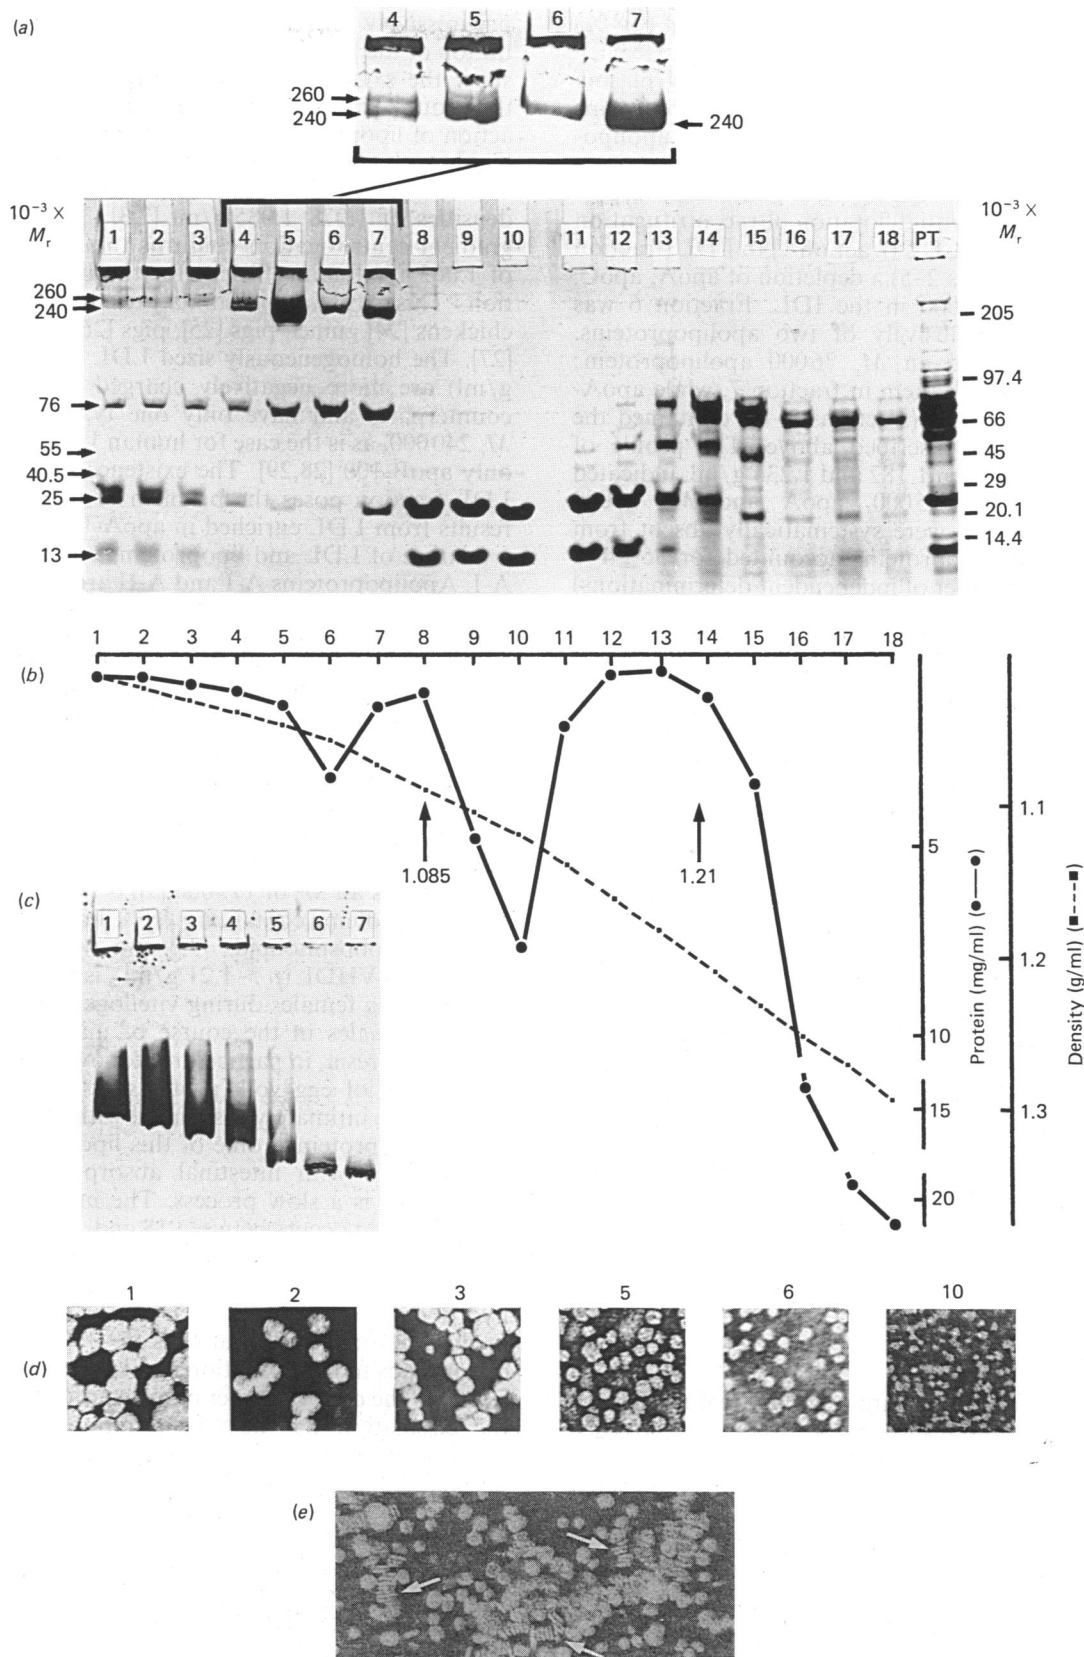 (a)
4 5 6 7
260
240
240
10⁻³ × Mᵣ
10⁻³ × Mᵣ
1 2 3 4 5 6 7 8 9 10 11 12 13 14 15 16 17 18 PT
260
240
76
55
40.5
25
13
205
97.4
66
45
29
20.1
14.4
(b)
1 2 3 4 5 6 7 8 9 10 11 12 13 14 15 16 17 18
1.085
1.21
5
10
15
20
Protein (mg/ml) (●—●)
1.1
1.2
1.3
Density (g/ml) (■---■)
(c)
1 2 3 4 5 6 7
(d)
1 2 3 5 6 10
(e)